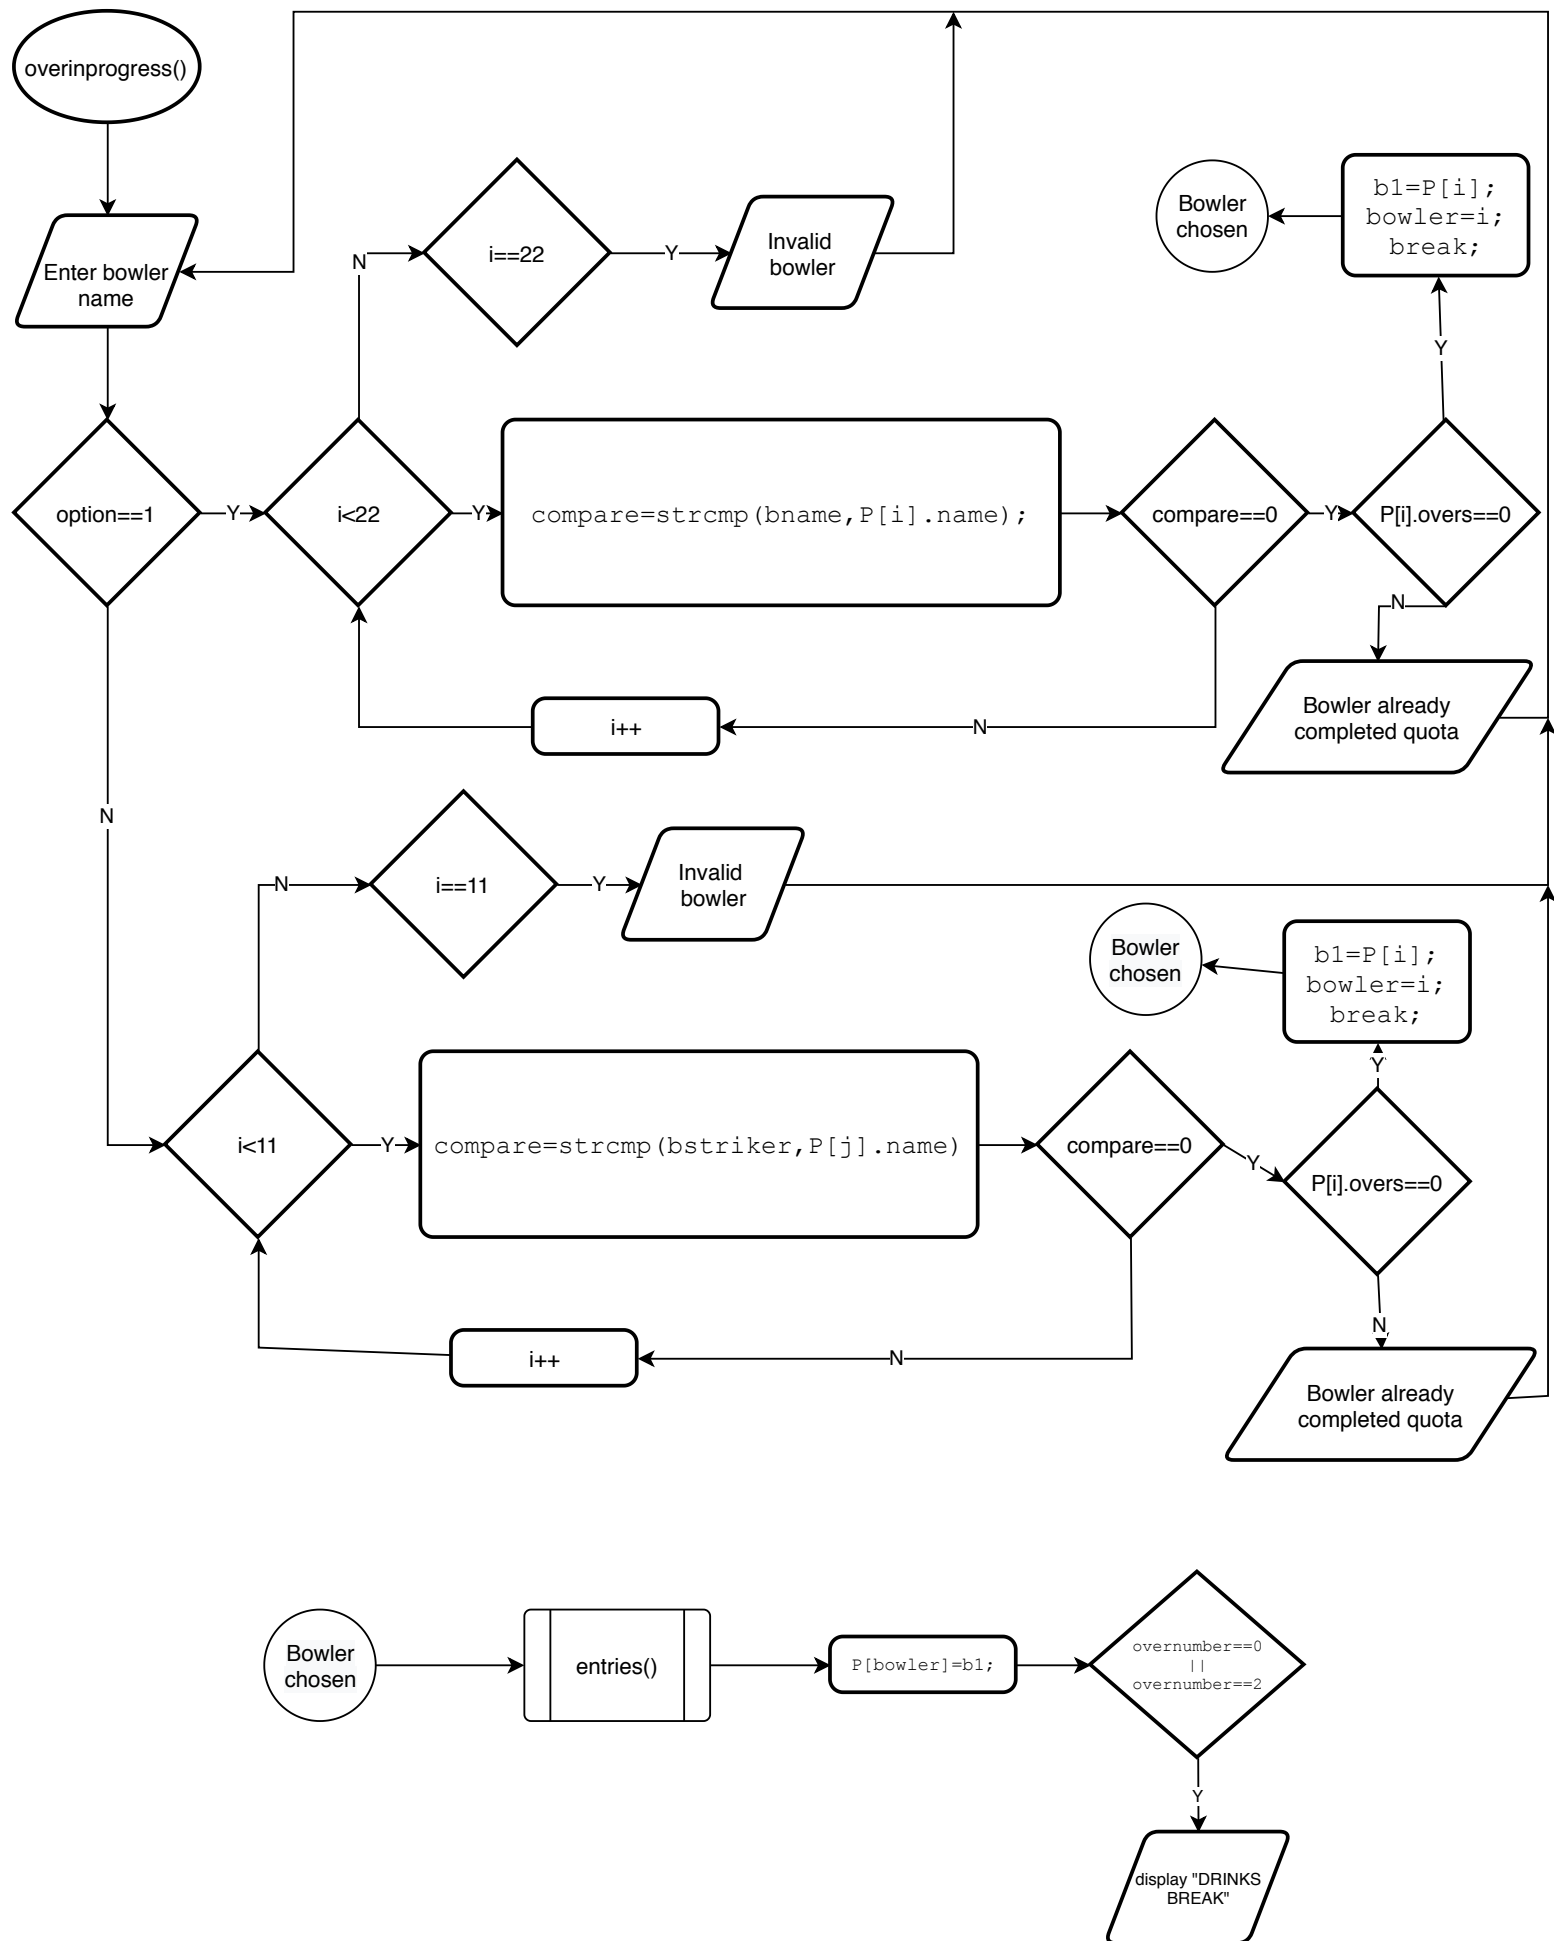 overinprogress()
Enter bowler
name
option==1
Y
N
i<22
N
i==22
Y
Invalid
bowler
Y
compare=strcmp(bname,P[i].name);
compare==0
Y
P[i].overs==0
Y
b1=P[i];
bowler=i;
break;
Bowler
chosen
N
Bowler already
completed quota
N
i++
i<11
N
i==11
Y
Invalid
bowler
Y
compare=strcmp(bstriker,P[j].name)
compare==0
Y
P[i].overs==0
Y
b1=P[i];
bowler=i;
break;
Bowler
chosen
N
Bowler already
completed quota
N
i++
Bowler
chosen
entries()
P[bowler]=b1;
overnumber==0
||
overnumber==2
Y
display "DRINKS
BREAK"